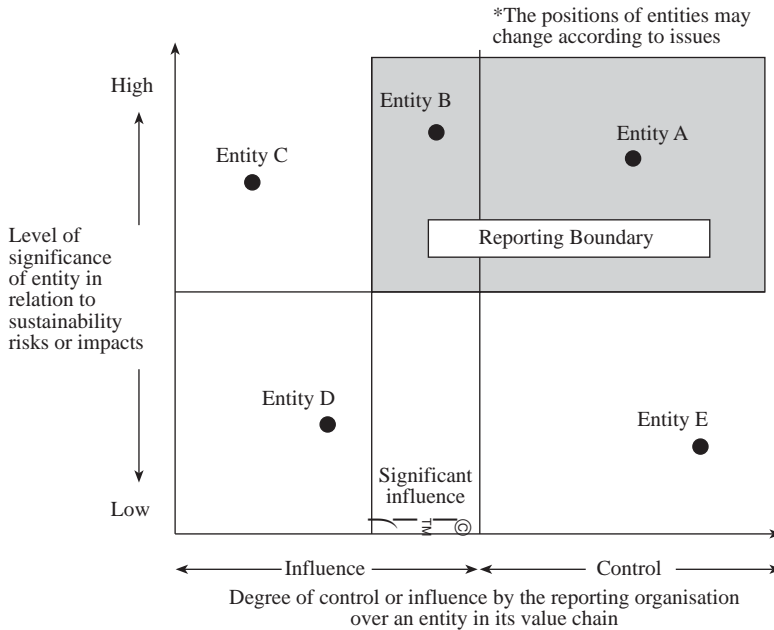 *The positions of entities may
change according to issues
High
Entity B
Entity A
Entity C
Level of
significance
of entity in
relation to
sustainability
risks or impacts
Reporting Boundary
Entity D
Entity E
Significant
influence
Low
TM
©
Influence
Control
Degree of control or influence by the reporting organisation
over an entity in its value chain